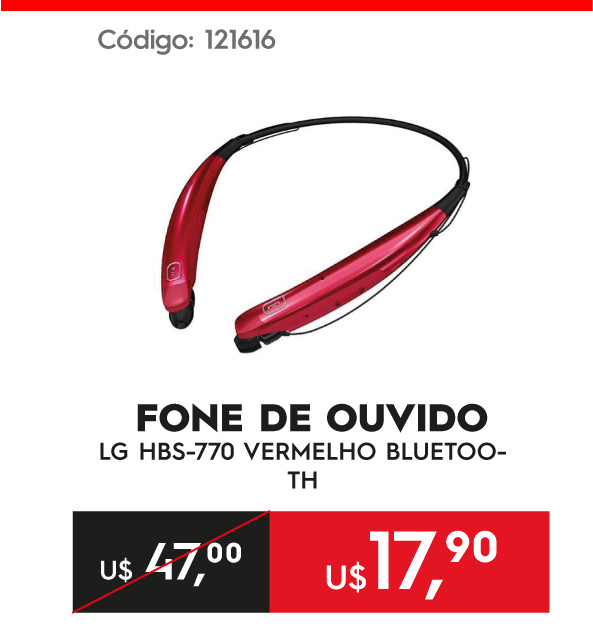 Código: 121616
FONE DE OUVIDO
LG HBS-770 VERMELHO BLUETOO-
TH
U$ 47,00
U$ 17,90